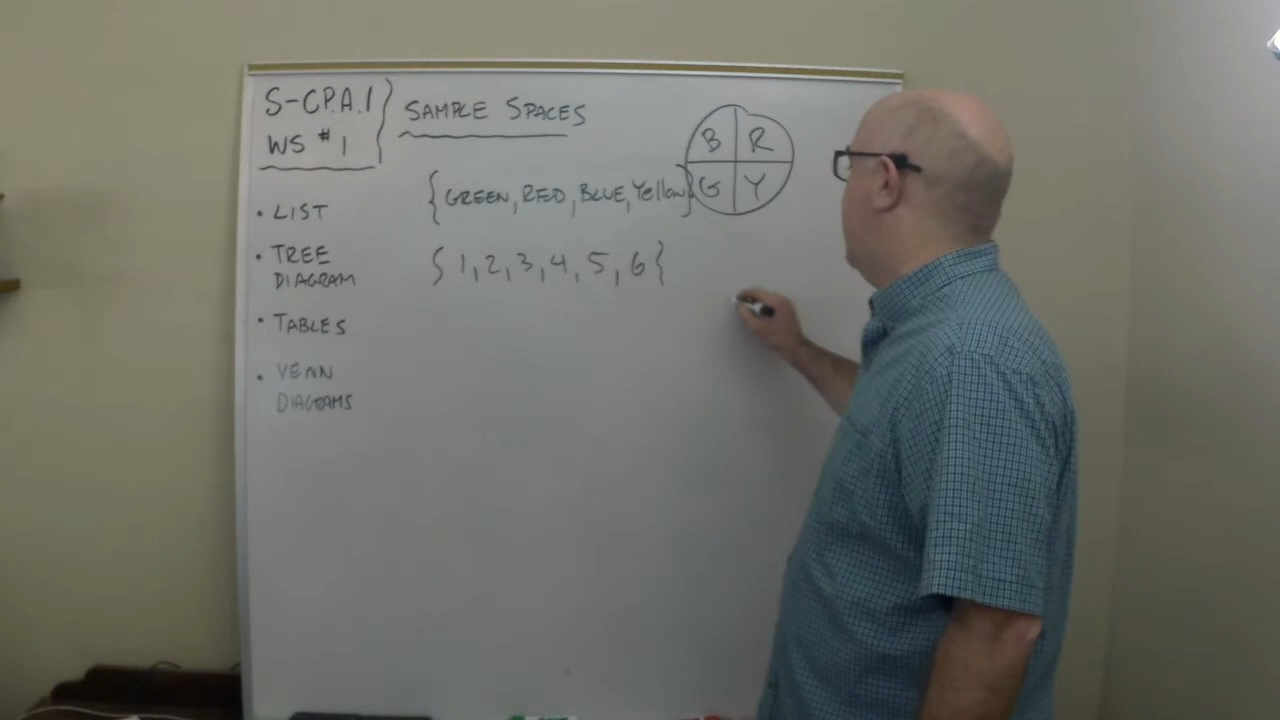 S-CP.A.1
WS #1
SAMPLE SPACES
B R
G Y
{GREEN, RED, BLUE, Yellow}
{1, 2, 3, 4, 5, 6}
• LIST
• TREE
DIAGRAM
• TABLES
• VENN
DIAGRAMS